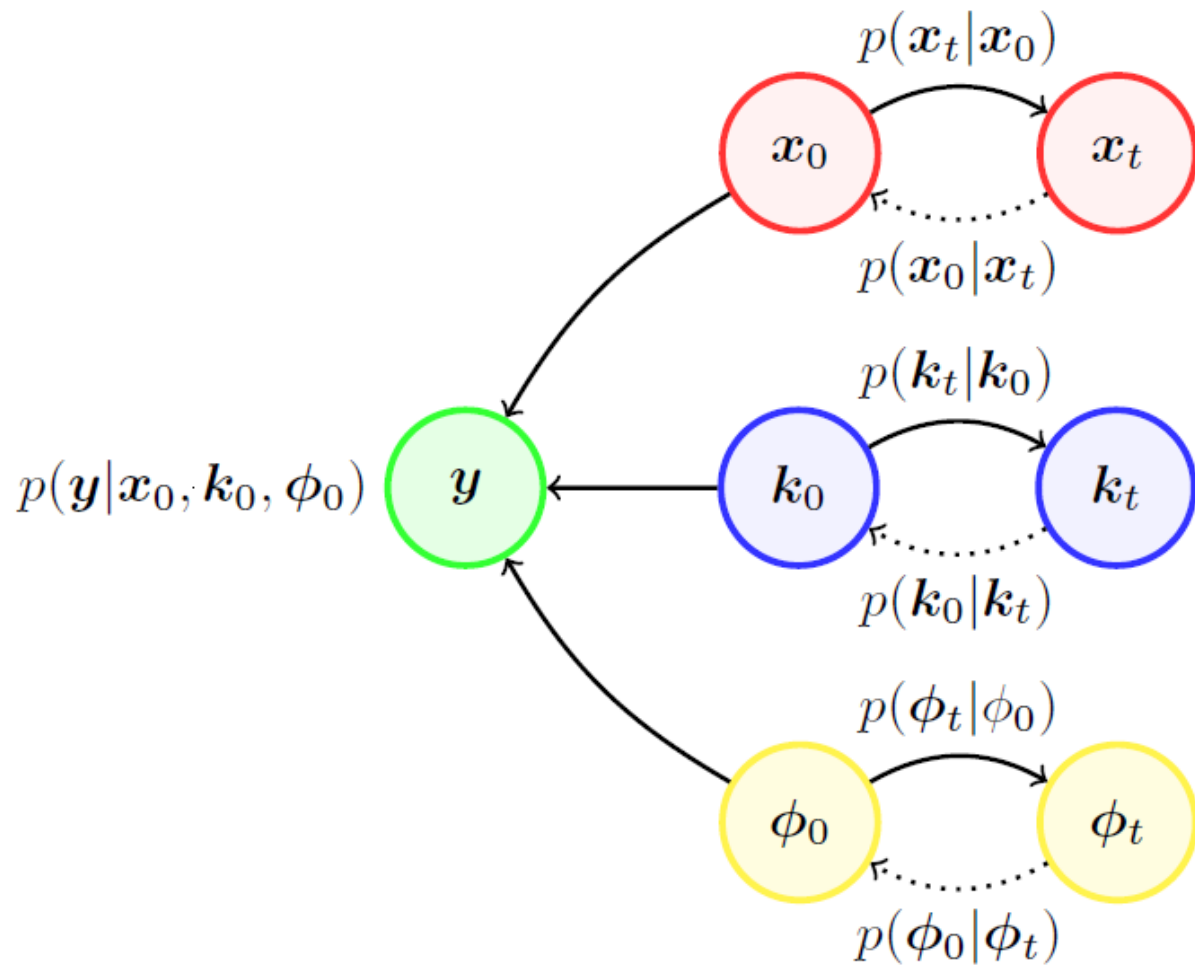 p(𝒙ₜ|𝒙₀)
𝒙₀ 𝒙ₜ
p(𝒙₀|𝒙ₜ)
p(𝒌ₜ|𝒌₀)
p(𝒚|𝒙₀, 𝒌₀, ϕ₀) 𝒚 𝒌₀ 𝒌ₜ
p(𝒌₀|𝒌ₜ)
p(ϕₜ|ϕ₀)
ϕ₀ ϕₜ
p(ϕ₀|ϕₜ)